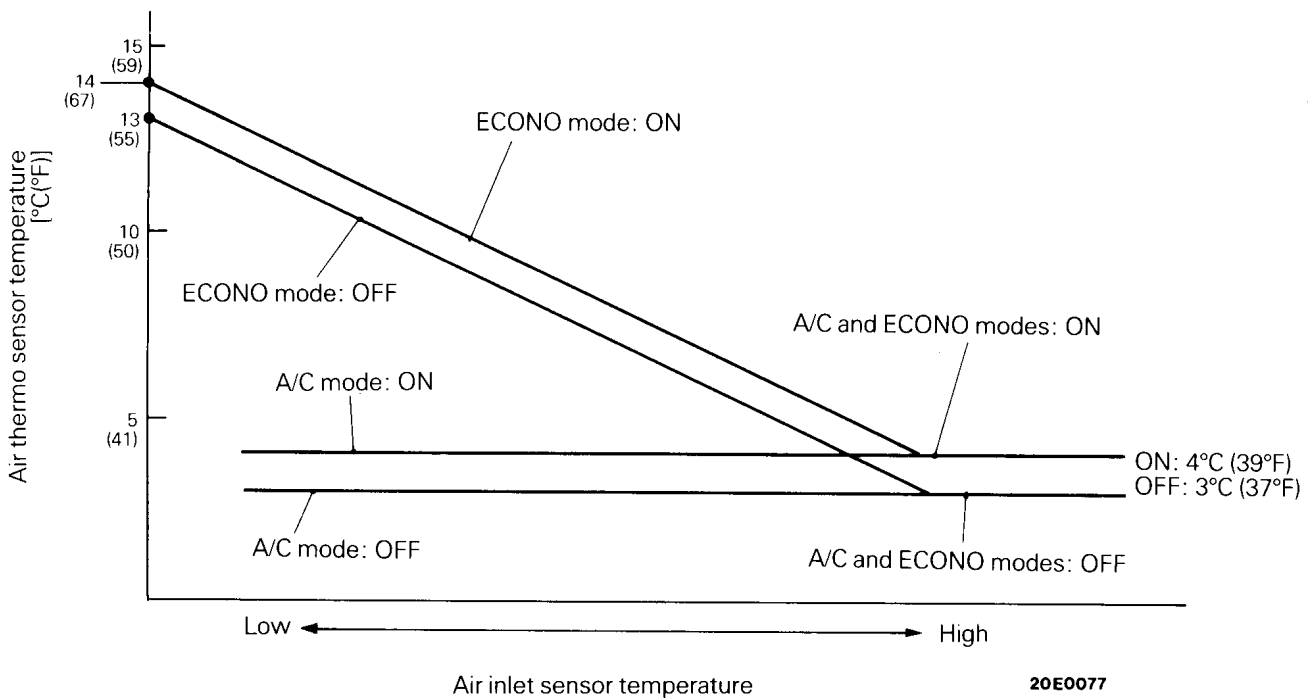 15
(59)
14
(67)
13
(55)
10
(50)
5
(41)
Air thermo sensor temperature
[°C(°F)]
ECONO mode: ON
ECONO mode: OFF
A/C and ECONO modes: ON
A/C mode: ON
ON: 4°C (39°F)
OFF: 3°C (37°F)
A/C mode: OFF
A/C and ECONO modes: OFF
Low
High
Air inlet sensor temperature
20E0077